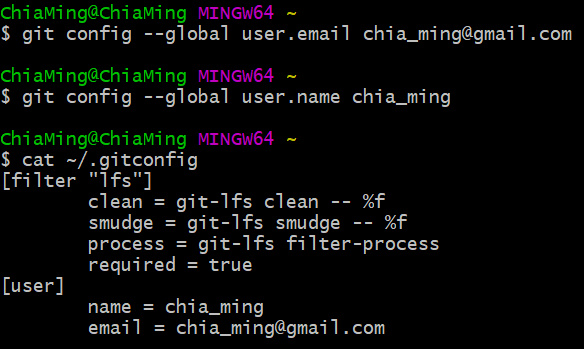 ChiaMing@ChiaMing MINGW64 ~
$ git config --global user.email chia_ming@gmail.com
ChiaMing@ChiaMing MINGW64 ~
$ git config --global user.name chia_ming
ChiaMing@ChiaMing MINGW64 ~
$ cat ~/.gitconfig
[filter "lfs"]
        clean = git-lfs clean -- %f
        smudge = git-lfs smudge -- %f
        process = git-lfs filter-process
        required = true
[user]
        name = chia_ming
        email = chia_ming@gmail.com